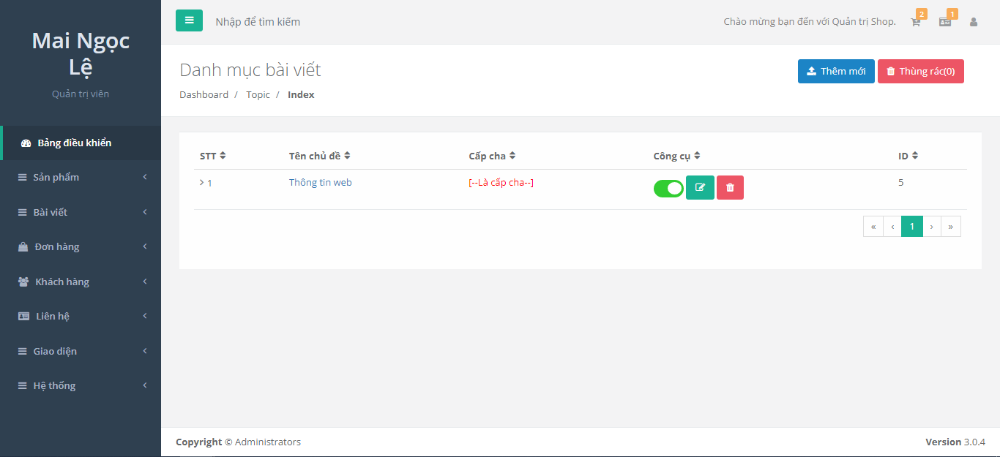 Mai Ngọc
Lệ
Quản trị viên
Bảng điều khiển
Sản phẩm
Bài viết
Đơn hàng
Khách hàng
Liên hệ
Giao diện
Hệ thống
Nhập để tìm kiếm
Chào mừng bạn đến với Quản trị Shop.
2
1
Danh mục bài viết
Dashboard / Topic / Index
Thêm mới
Thùng rác(0)
STT Tên chủ đề Cấp cha Công cụ ID
1 Thông tin web [--Là cấp cha--] 5
« ‹ 1 › »
Copyright © Administrators
Version 3.0.4